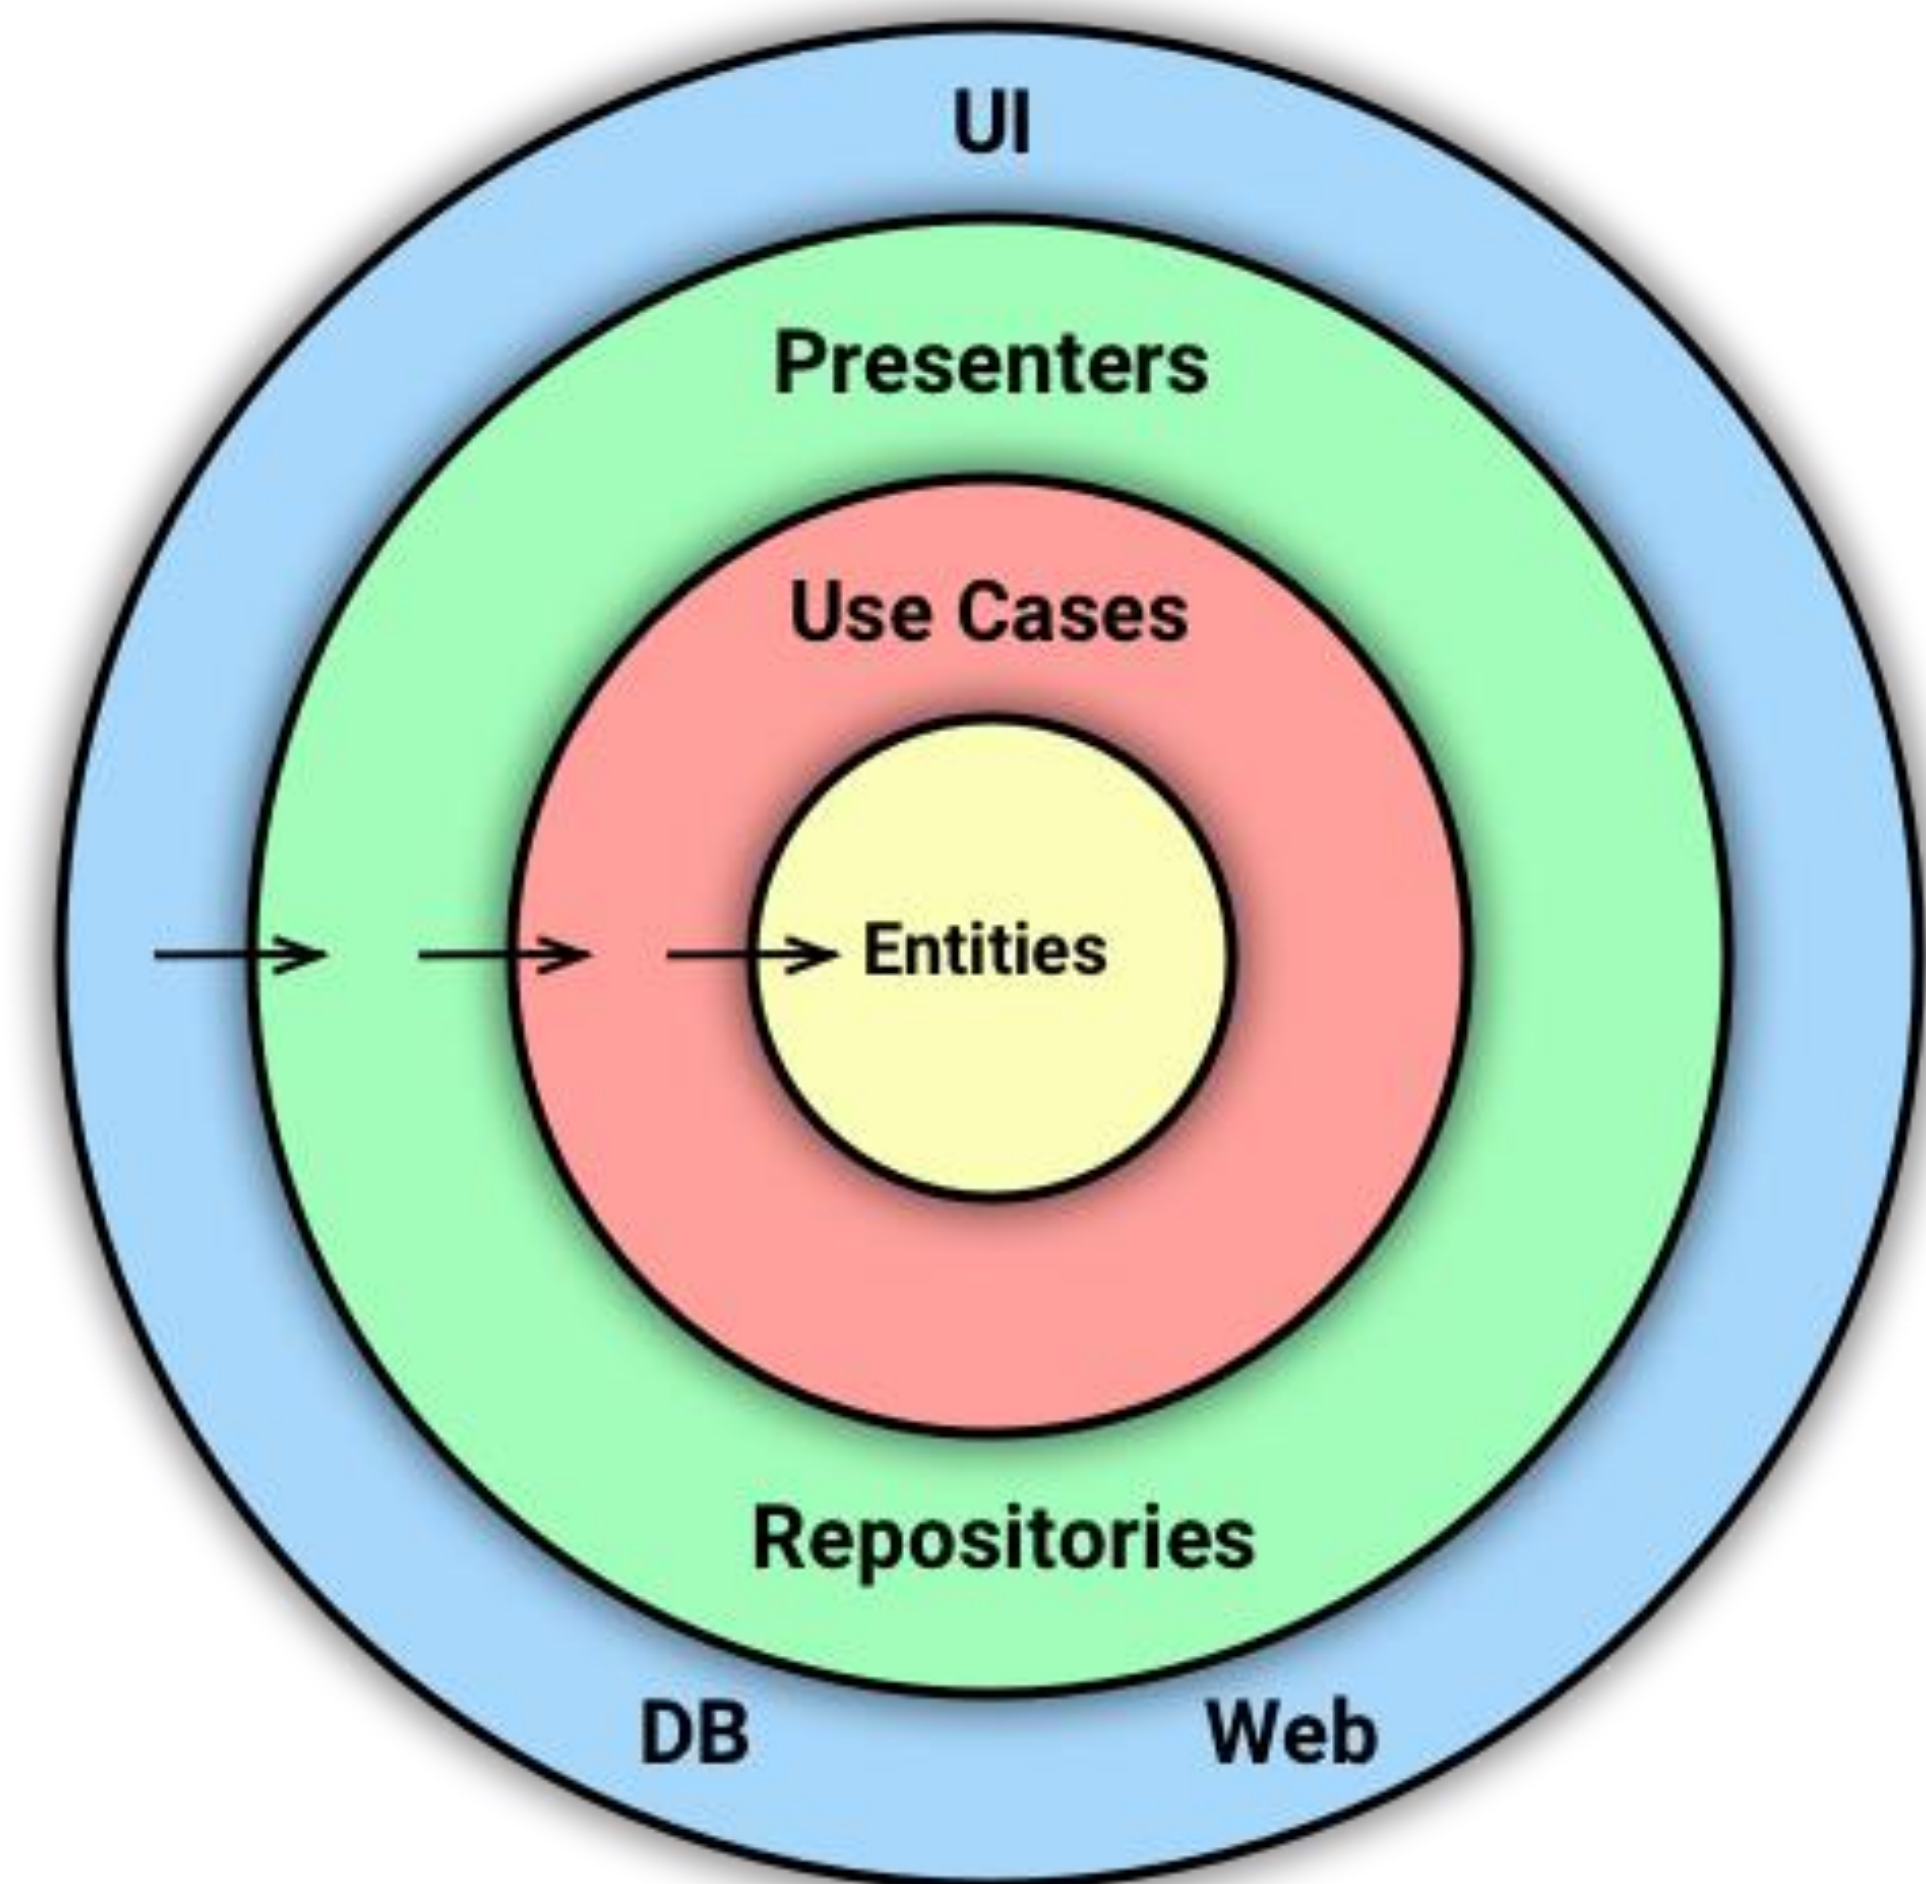 UI
Presenters
Use Cases
Entities
Repositories
DB
Web